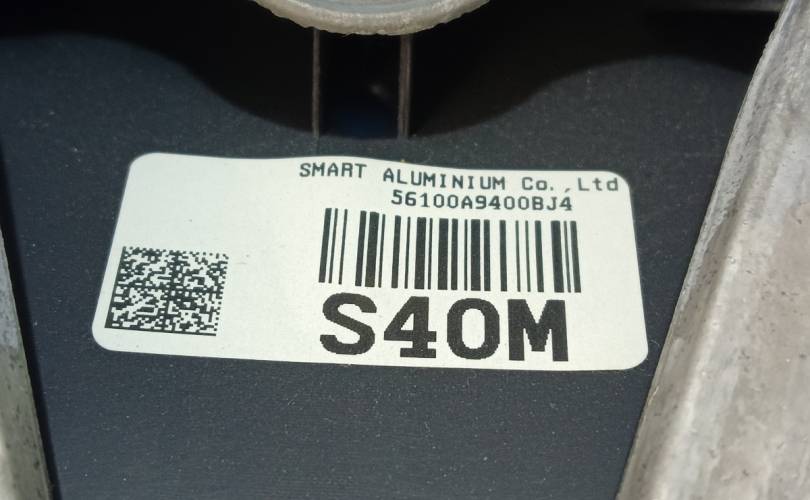 SMART ALUMINIUM Co.,Ltd
56100A9400BJ4
S40M